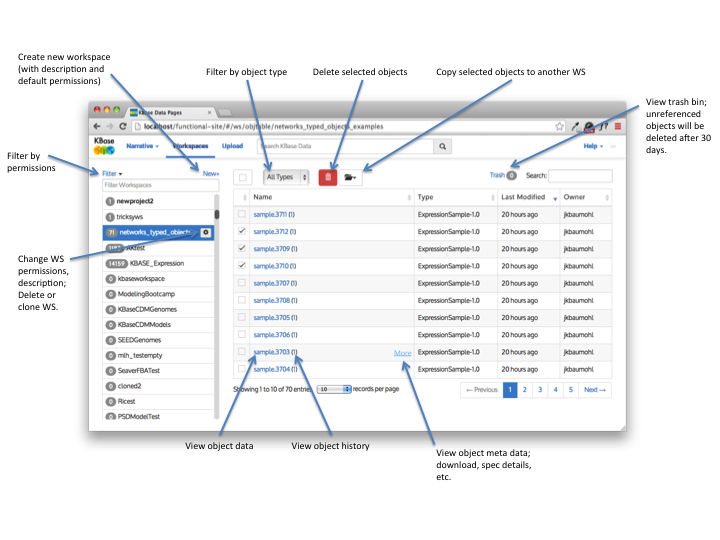 Create new workspace
(with description and
default permissions)
Filter by object type
Delete selected objects
Copy selected objects to another WS
View trash bin;
unreferenced
objects will be
deleted after 30
days.
Filter by
permissions
Change WS
permissions,
description;
Delete or
clone WS.
KBase Data Pages
localhost/functional-site/#/ws/objtable/networks_typed_objects_examples
KBase
Narrative
Workspaces
Upload
Search KBase Data
Help
Filter
New+
Filter Workspaces
1 newproject2
1 tricksyws
71 networks_typed_objects
AKtest
14159 KBASE_Expression
0 kbaseworkspace
0 ModelingBootcamp
0 KBaseCDMGenomes
0 KBaseCDMModels
0 SEEDGenomes
0 mlh_testempty
0 SeaverFBATest
0 cloned2
0 Ricest
0 PSDModelTest
All Types
Trash 0
Search:
Name Type Last Modified Owner
sample.3711 (1) ExpressionSample-1.0 20 hours ago jkbaumohl
sample.3712 (1) ExpressionSample-1.0 20 hours ago jkbaumohl
sample.3709 (1) ExpressionSample-1.0 20 hours ago jkbaumohl
sample.3710 (1) ExpressionSample-1.0 20 hours ago jkbaumohl
sample.3707 (1) ExpressionSample-1.0 20 hours ago jkbaumohl
sample.3708 (1) ExpressionSample-1.0 20 hours ago jkbaumohl
sample.3705 (1) ExpressionSample-1.0 20 hours ago jkbaumohl
sample.3706 (1) ExpressionSample-1.0 20 hours ago jkbaumohl
sample.3703 (1) More ExpressionSample-1.0 20 hours ago jkbaumohl
sample.3704 (1) ExpressionSample-1.0 20 hours ago jkbaumohl
Showing 1 to 10 of 70 entries 10 records per page
← Previous 1 2 3 4 5 Next →
View object data
View object history
View object meta data;
download, spec details,
etc.